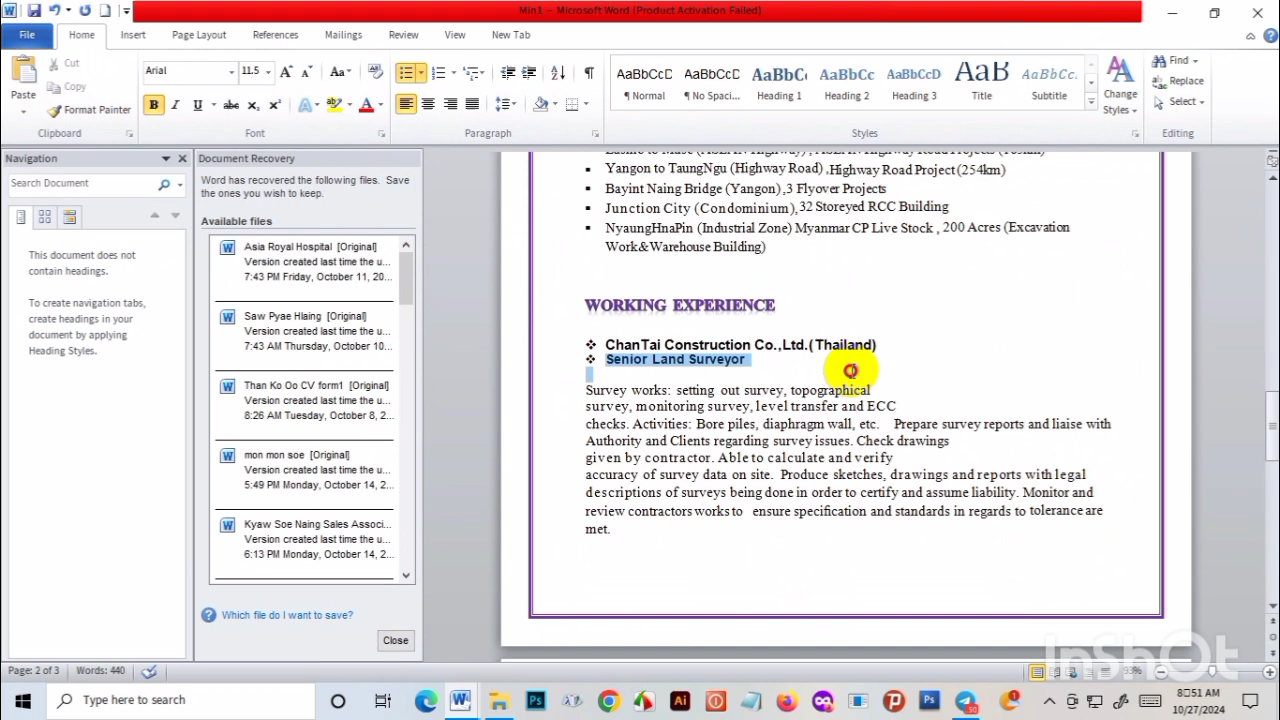 Min1 – Microsoft Word (Product Activation Failed)
File Home Insert Page Layout References Mailings Review View New Tab
Paste
Cut
Copy
Format Painter
Clipboard
Arial 11.5
Font
Paragraph
AaBbCcD AaBbCcD AaBbCc AaBbCc AaBbCcD AaB AaBbCc.
¶ Normal ¶ No Spaci... Heading 1 Heading 2 Heading 3 Title Subtitle
Change Styles
Styles
Find
Replace
Select
Editing
Navigation
Search Document
This document does not
contain headings.
To create navigation tabs,
create headings in your
document by applying
Heading Styles.
Document Recovery
Word has recovered the following files. Save
the ones you wish to keep.
Available files
Asia Royal Hospital [Original]
Version created last time the u...
7:43 PM Friday, October 11, 20...
Saw Pyae Hlaing [Original]
Version created last time the u...
7:43 AM Thursday, October 10...
Than Ko Oo CV form1 [Original]
Version created last time the u...
8:26 AM Tuesday, October 8, 2...
mon mon soe [Original]
Version created last time the u...
5:49 PM Monday, October 14, 2...
Kyaw Soe Naing Sales Associ...
Version created last time the u...
6:13 PM Monday, October 14, 2...
Which file do I want to save?
Close
Yangon to TaungNgu (Highway Road) ,Highway Road Project (254km)
Bayint Naing Bridge (Yangon) ,3 Flyover Projects
Junction City (Condominium),32 Storeyed RCC Building
NyaungHnaPin (Industrial Zone) Myanmar CP Live Stock , 200 Acres (Excavation
Work&Warehouse Building)
WORKING EXPERIENCE
ChanTai Construction Co.,Ltd.( Thailand)
Senior Land Surveyor
Survey works: setting out survey, topographical
survey, monitoring survey, level transfer and ECC
checks. Activities: Bore piles, diaphragm wall, etc. Prepare survey reports and liaise with
Authority and Clients regarding survey issues. Check drawings
given by contractor. Able to calculate and verify
accuracy of survey data on site. Produce sketches, drawings and reports with legal
descriptions of surveys being done in order to certify and assume liability. Monitor and
review contractors works to ensure specification and standards in regards to tolerance are
met.
InShOt
Page: 2 of 3 Words: 440 93%
Type here to search
8:51 AM
10/27/2024